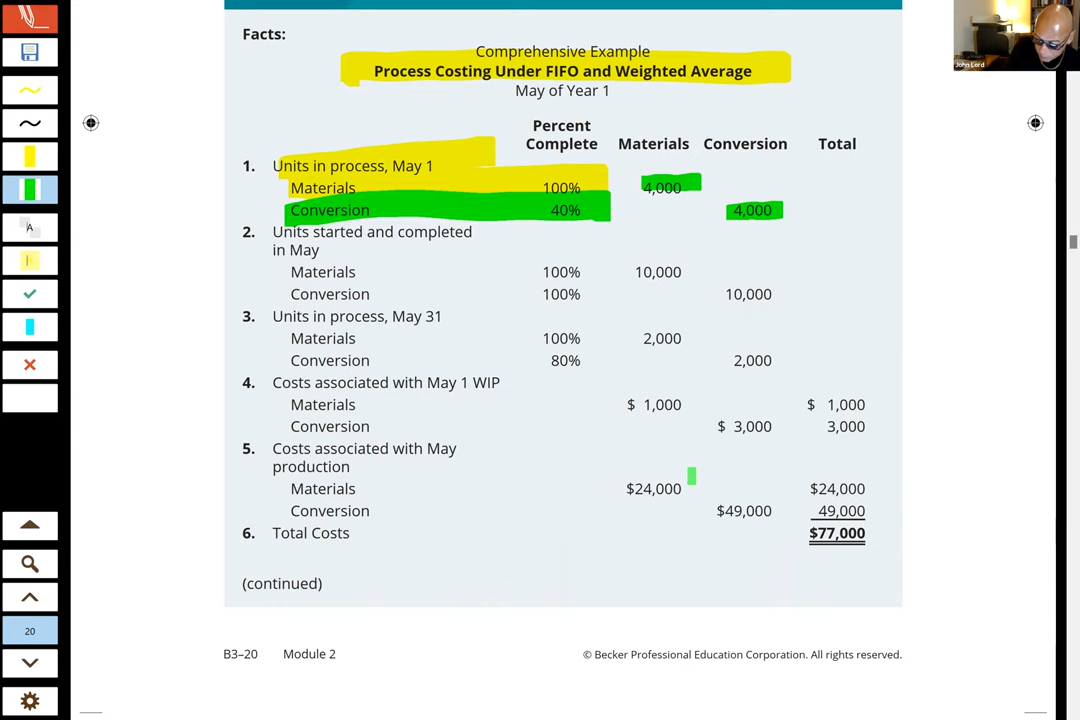 Facts:
Comprehensive Example
Process Costing Under FIFO and Weighted Average
May of Year 1
Percent
Complete Materials Conversion Total
1. Units in process, May 1
Materials 100% 4,000
Conversion 40% 4,000
2. Units started and completed
in May
Materials 100% 10,000
Conversion 100% 10,000
3. Units in process, May 31
Materials 100% 2,000
Conversion 80% 2,000
4. Costs associated with May 1 WIP
Materials $ 1,000 $ 1,000
Conversion $ 3,000 3,000
5. Costs associated with May
production
Materials $24,000 $24,000
Conversion $49,000 49,000
6. Total Costs $77,000
(continued)
B3–20 Module 2 © Becker Professional Education Corporation. All rights reserved.
John Lord
A
20